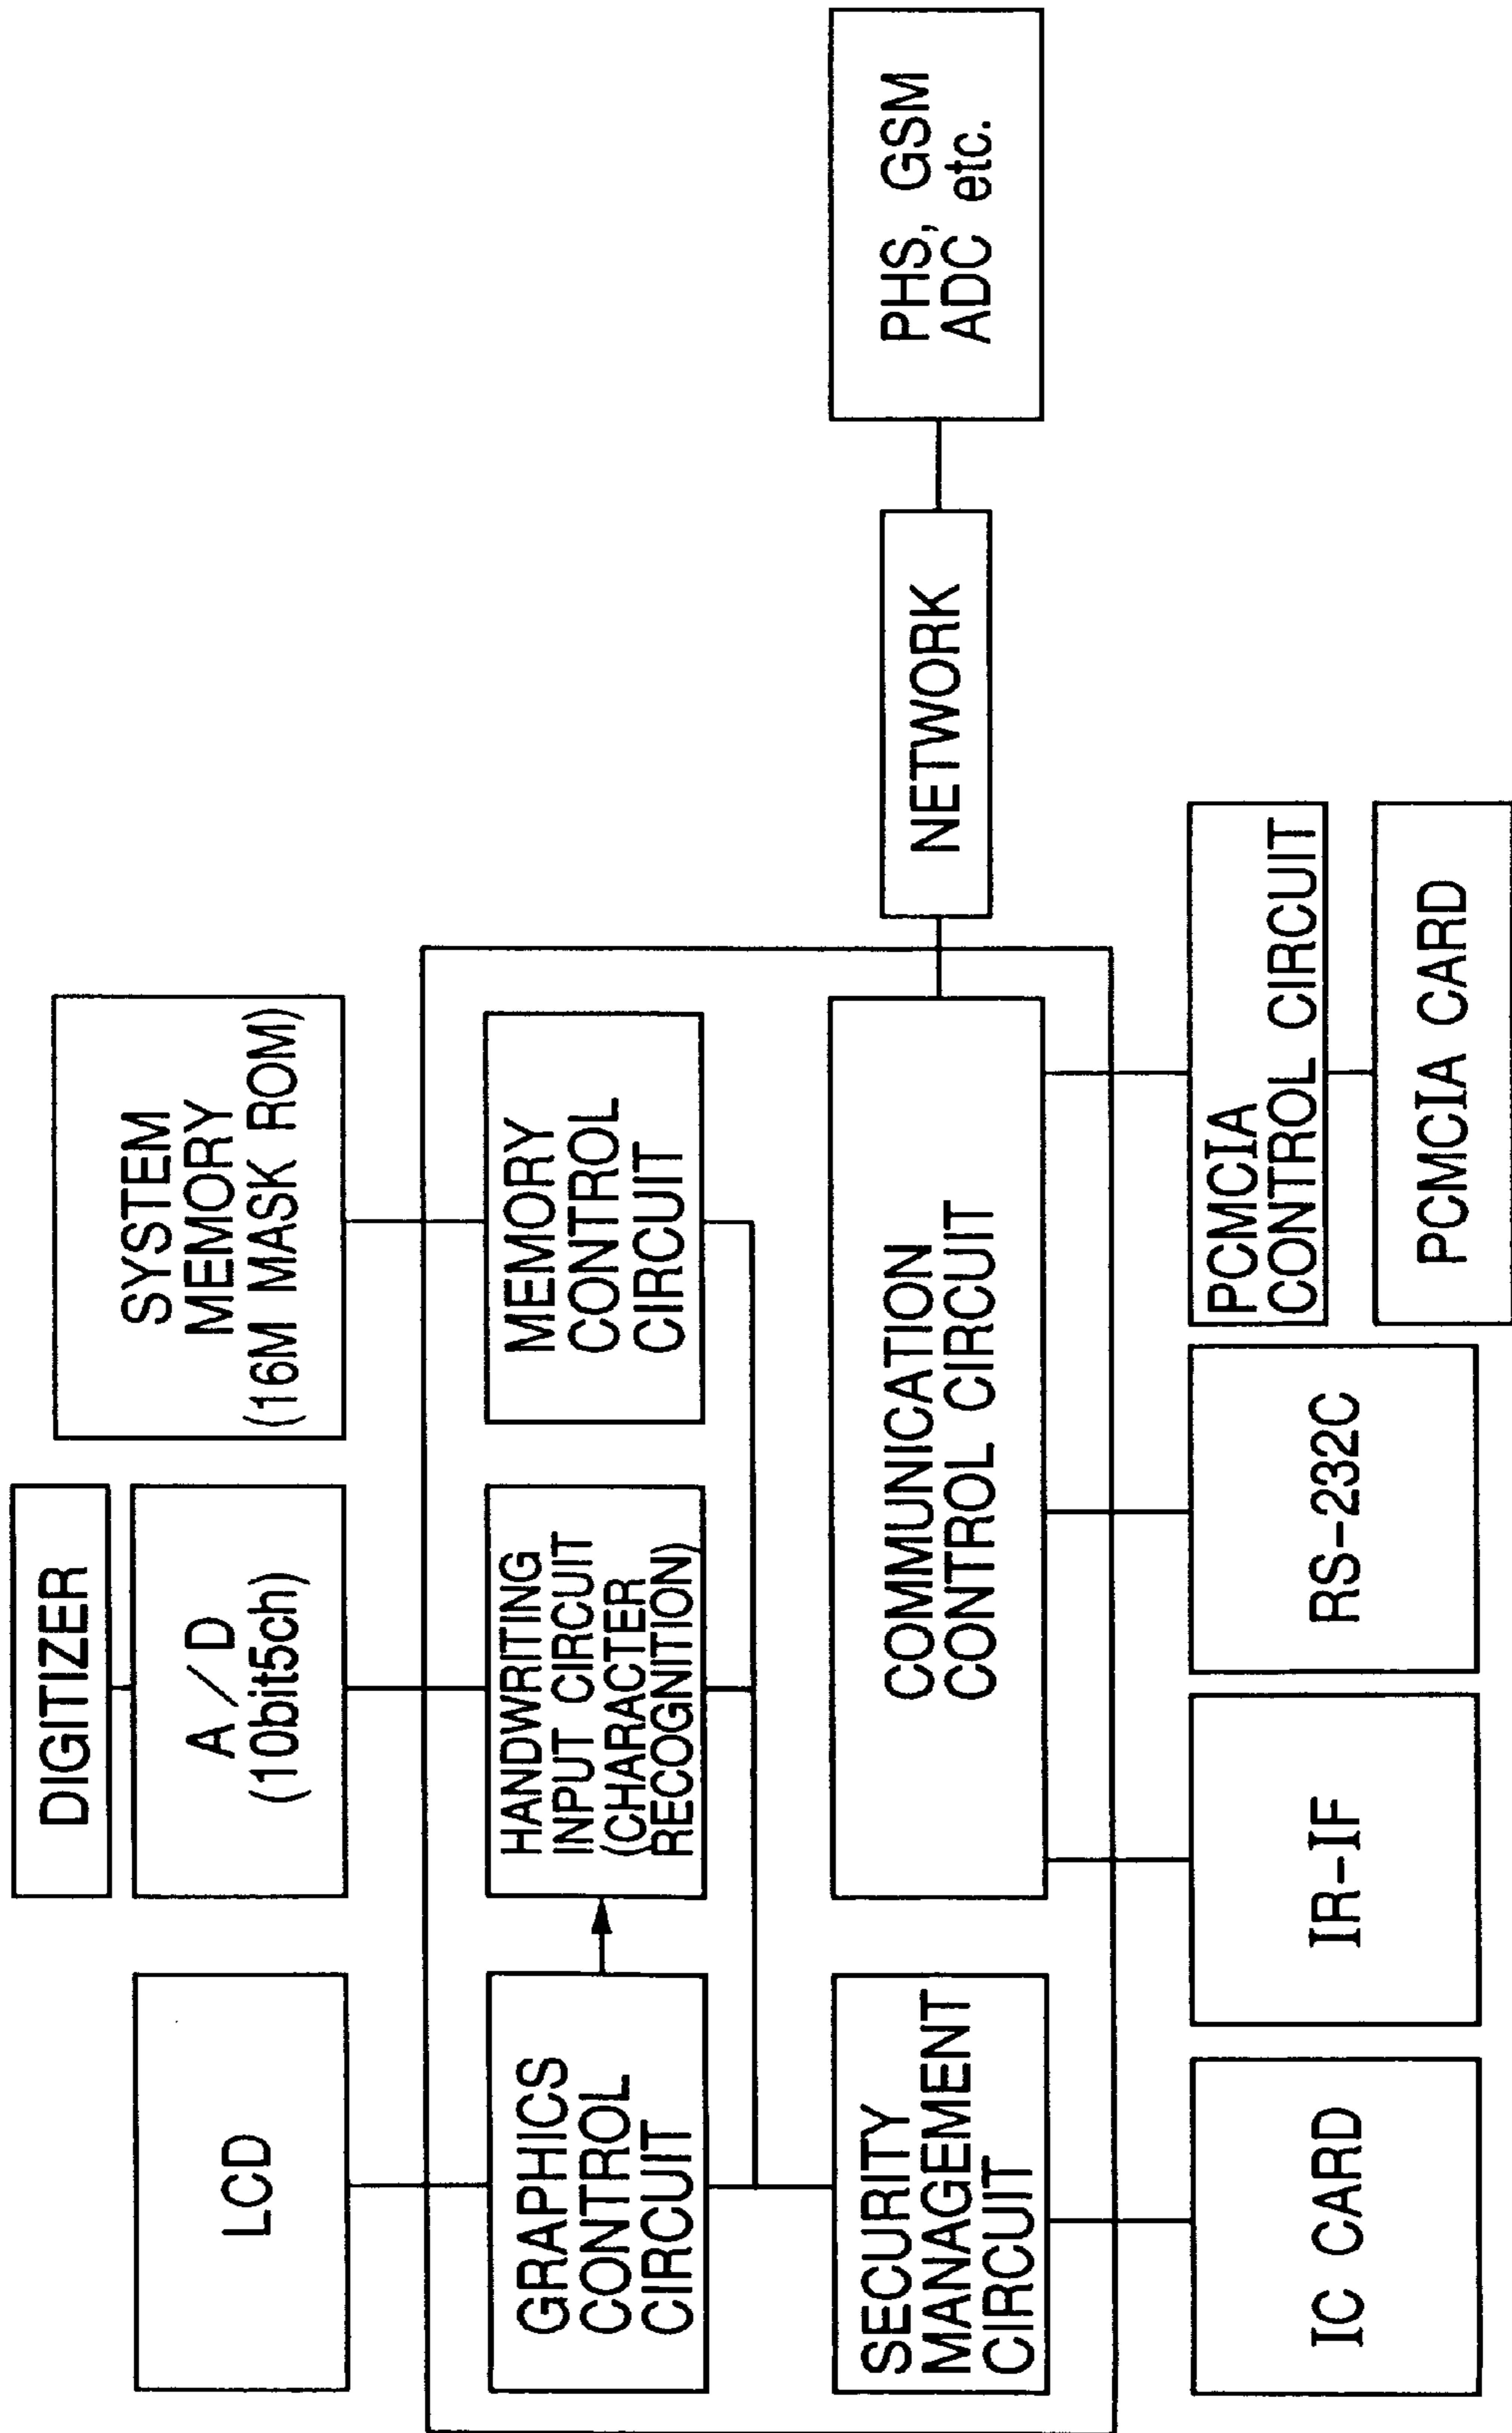 LCD
DIGITIZER
A/D
(10bit5ch)
SYSTEM
MEMORY
(16M MASK ROM)
GRAPHICS
CONTROL
CIRCUIT
HANDWRITING
INPUT CIRCUIT
(CHARACTER
RECOGNITION)
MEMORY
CONTROL
CIRCUIT
SECURITY
MANAGEMENT
CIRCUIT
COMMUNICATION
CONTROL CIRCUIT
NETWORK
PHS, GSM
ADC etc.
IC CARD
IR-IF
RS-232C
PCMCIA
CONTROL CIRCUIT
PCMCIA CARD